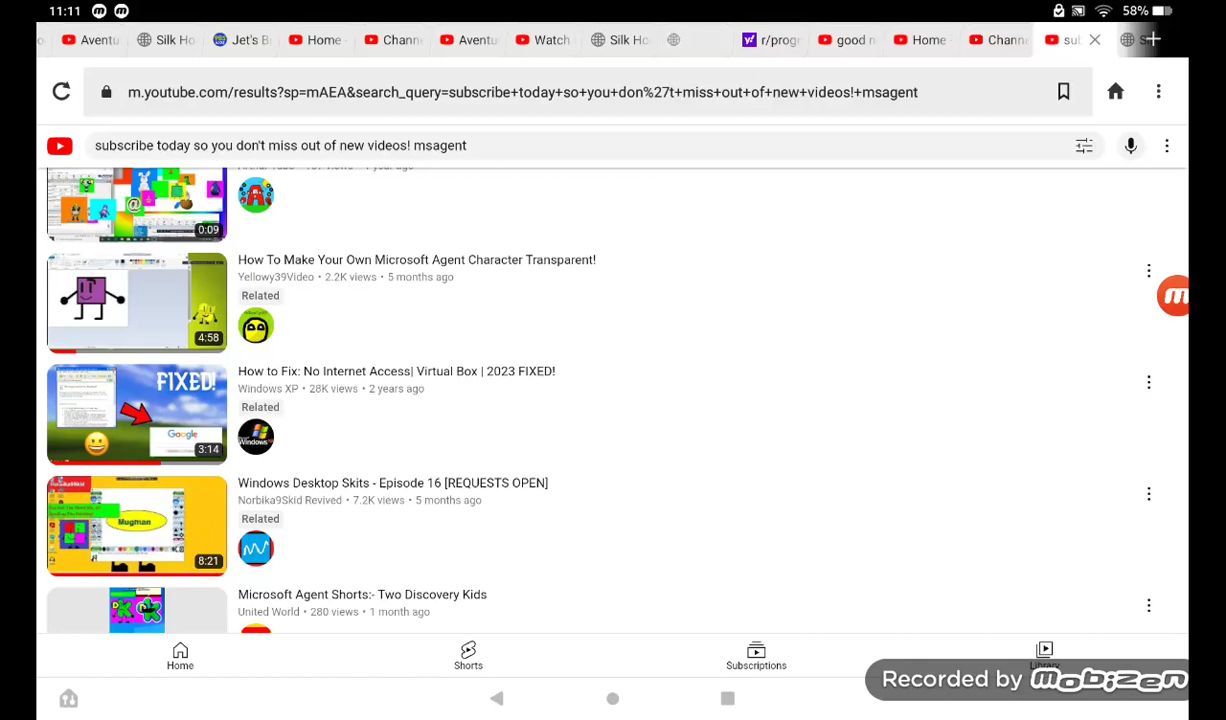 11:11
58%
Aventu
Silk Ho
Jet's B
Home
Chann
Aventu
Watch
Silk Ho
r/prog
good n
Home
Chann
sub
m.youtube.com/results?sp=mAEA&search_query=subscribe+today+so+you+don%27t+miss+out+of+new+videos!+msagent
subscribe today so you don't miss out of new videos! msagent
0:09
How To Make Your Own Microsoft Agent Character Transparent!
Yellowy39Video • 2.2K views • 5 months ago
Related
4:58
How to Fix: No Internet Access| Virtual Box | 2023 FIXED!
Windows XP • 28K views • 2 years ago
Related
FIXED!
Google
3:14
Windows Desktop Skits - Episode 16 [REQUESTS OPEN]
Norbika9Skid Revived • 7.2K views • 5 months ago
Related
Mugman
8:21
Microsoft Agent Shorts:- Two Discovery Kids
United World • 280 views • 1 month ago
Home
Shorts
Subscriptions
Library
Recorded by mobizen